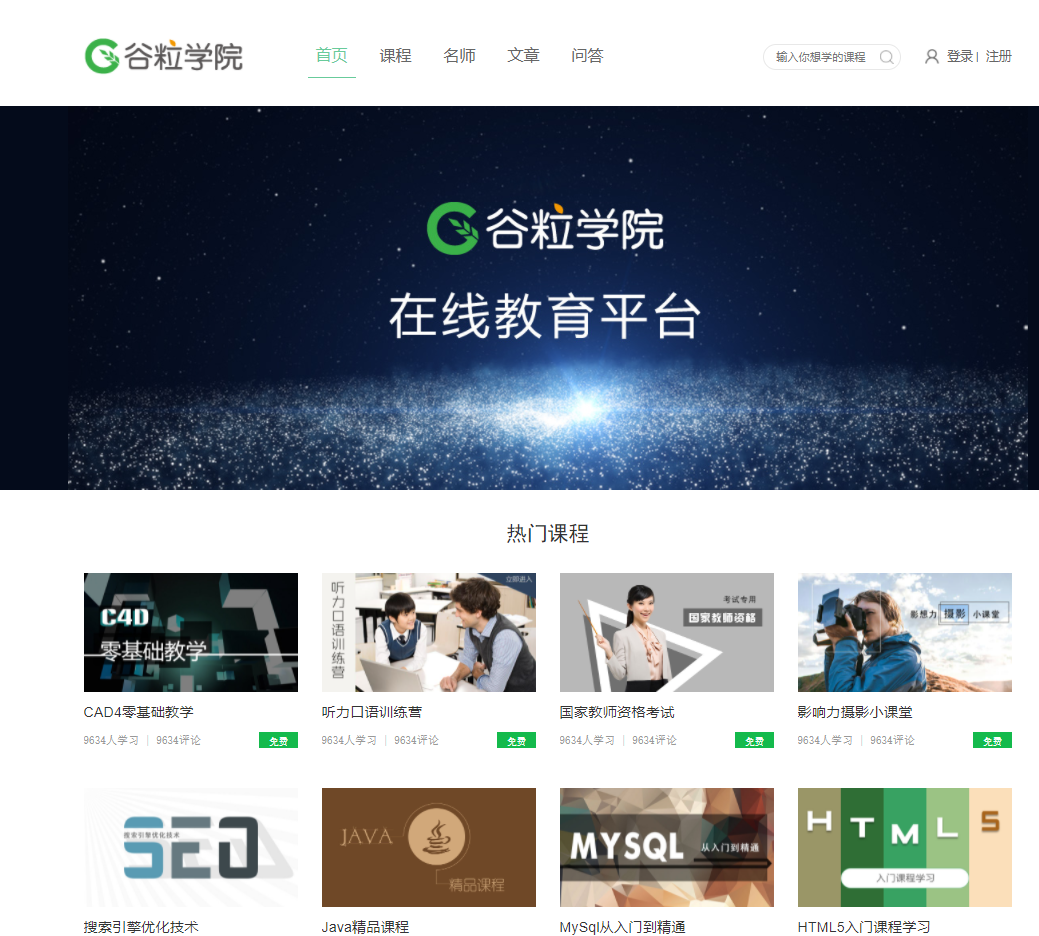 谷粒学院
首页 课程 名师 文章 问答
输入你想学的课程
登录 | 注册
谷粒学院
在线教育平台
热门课程
C4D
零基础教学
立即进入
听力口语训练营
考试专用
国家教师资格
影想力 摄影 小课堂
CAD4零基础教学
听力口语训练营
国家教师资格考试
影响力摄影小课堂
9634人学习 | 9634评论 免费
9634人学习 | 9634评论 免费
9634人学习 | 9634评论 免费
9634人学习 | 9634评论 免费
搜索引擎优化技术
SEO
JAVA
精品课程
MYSQL 从入门到精通
HTML5
入门课程学习
搜索引擎优化技术
Java精品课程
MySql从入门到精通
HTML5入门课程学习